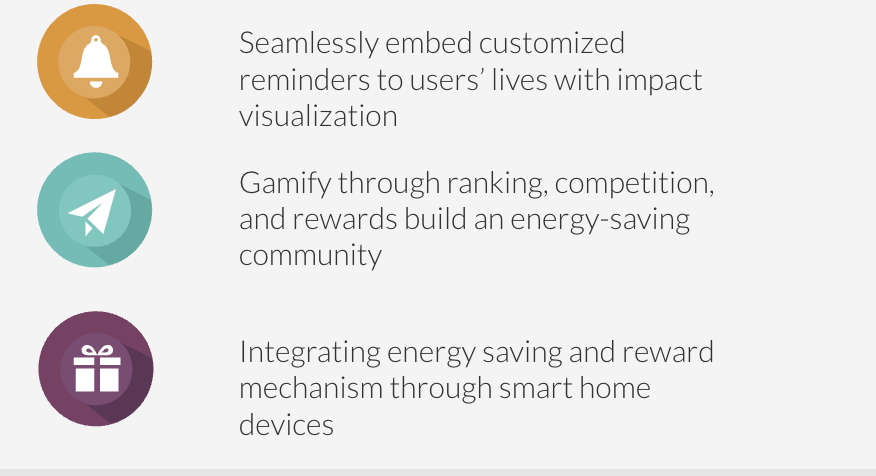 Seamlessly embed customized
reminders to users’ lives with impact
visualization
Gamify through ranking, competition,
and rewards build an energy-saving
community
Integrating energy saving and reward
mechanism through smart home
devices